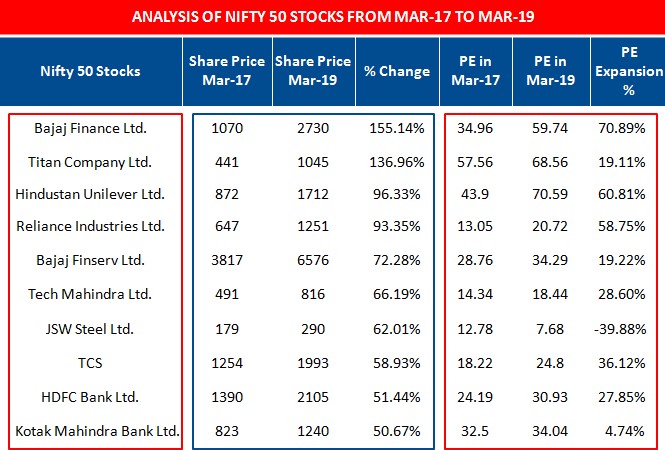 ANALYSIS OF NIFTY 50 STOCKS FROM MAR-17 TO MAR-19
Nifty 50 Stocks Share Price Mar-17 Share Price Mar-19 % Change PE in Mar-17 PE in Mar-19 PE Expansion %
Bajaj Finance Ltd. 1070 2730 155.14% 34.96 59.74 70.89%
Titan Company Ltd. 441 1045 136.96% 57.56 68.56 19.11%
Hindustan Unilever Ltd. 872 1712 96.33% 43.9 70.59 60.81%
Reliance Industries Ltd. 647 1251 93.35% 13.05 20.72 58.75%
Bajaj Finserv Ltd. 3817 6576 72.28% 28.76 34.29 19.22%
Tech Mahindra Ltd. 491 816 66.19% 14.34 18.44 28.60%
JSW Steel Ltd. 179 290 62.01% 12.78 7.68 -39.88%
TCS 1254 1993 58.93% 18.22 24.8 36.12%
HDFC Bank Ltd. 1390 2105 51.44% 24.19 30.93 27.85%
Kotak Mahindra Bank Ltd. 823 1240 50.67% 32.5 34.04 4.74%